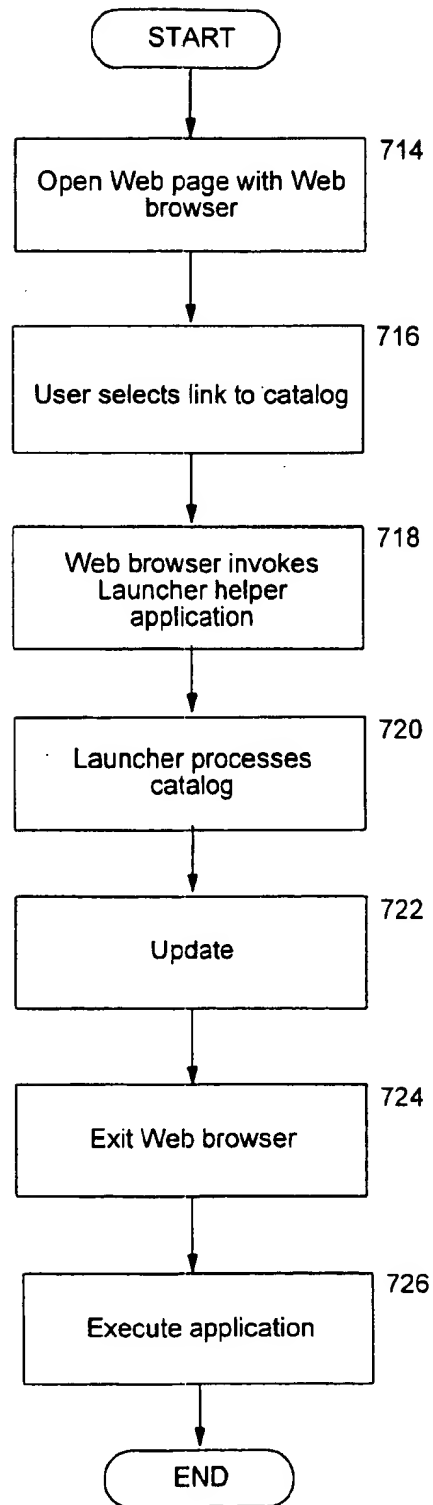 START
714
Open Web page with Web
browser
716
User selects link to catalog
718
Web browser invokes
Launcher helper
application
720
Launcher processes
catalog
722
Update
724
Exit Web browser
726
Execute application
END